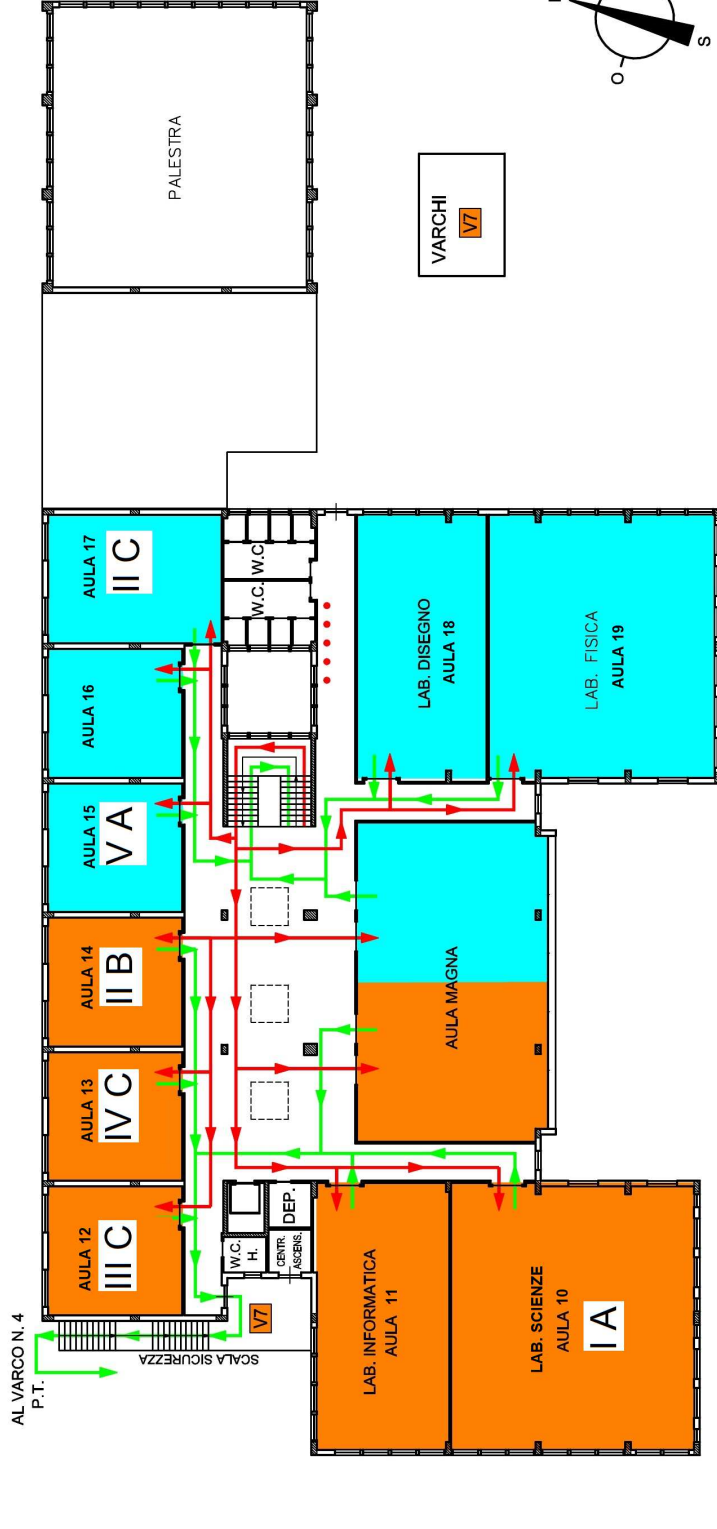 PALESTRA
O
S
VARCHI
V7
AULA 17
II C
W.C.
W.C
AULA 16
AULA 15
V A
AULA 14
II B
AULA 13
IV C
AULA 12
III C
LAB. DISEGNO
AULA 18
LAB. FISICA
AULA 19
AULA MAGNA
DEP.
W.C.
H.
CENTR.
ASCENS.
V7
SCALA SICUREZZA
AL VARCO N. 4
P.T.
LAB. INFORMATICA
AULA 11
LAB. SCIENZE
AULA 10
I A